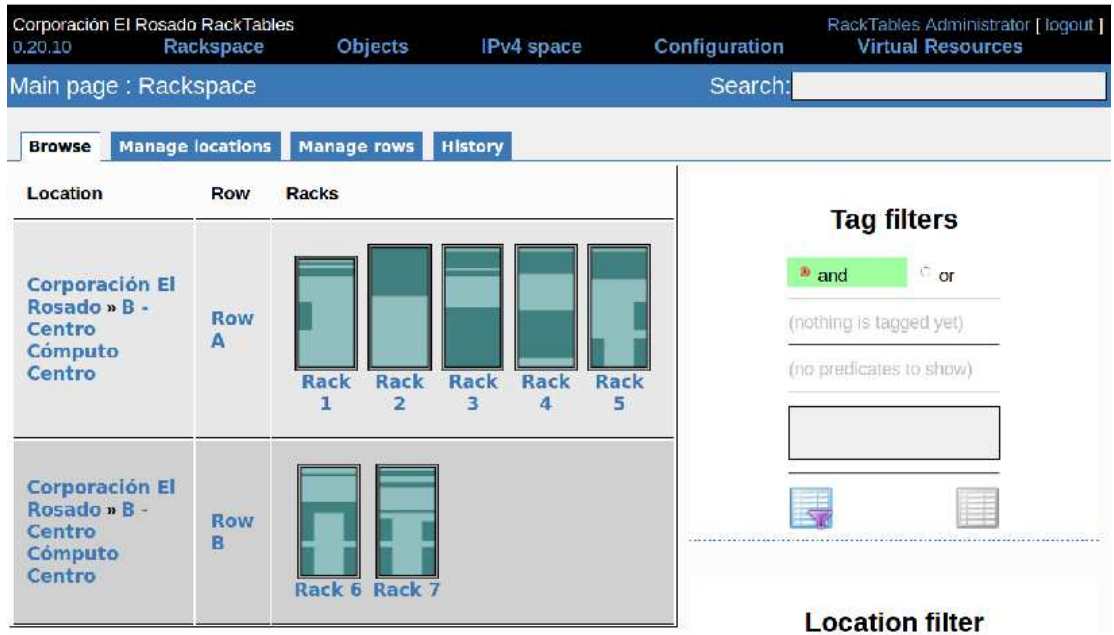 Corporación El Rosado RackTables 0.20.10
RackTables Administrator [ logout ]
Rackspace Objects IPv4 space Configuration Virtual Resources
Main page : Rackspace
Search:
Browse Manage locations Manage rows History
Location Row Racks
Corporación El
Rosado » B -
Centro
Cómputo
Centro
Row
A
Rack
1
Rack
2
Rack
3
Rack
4
Rack
5
Corporación El
Rosado » B -
Centro
Cómputo
Centro
Row
B
Rack 6 Rack 7
Tag filters
and or
(nothing is tagged yet)
(no predicates to show)
Location filter